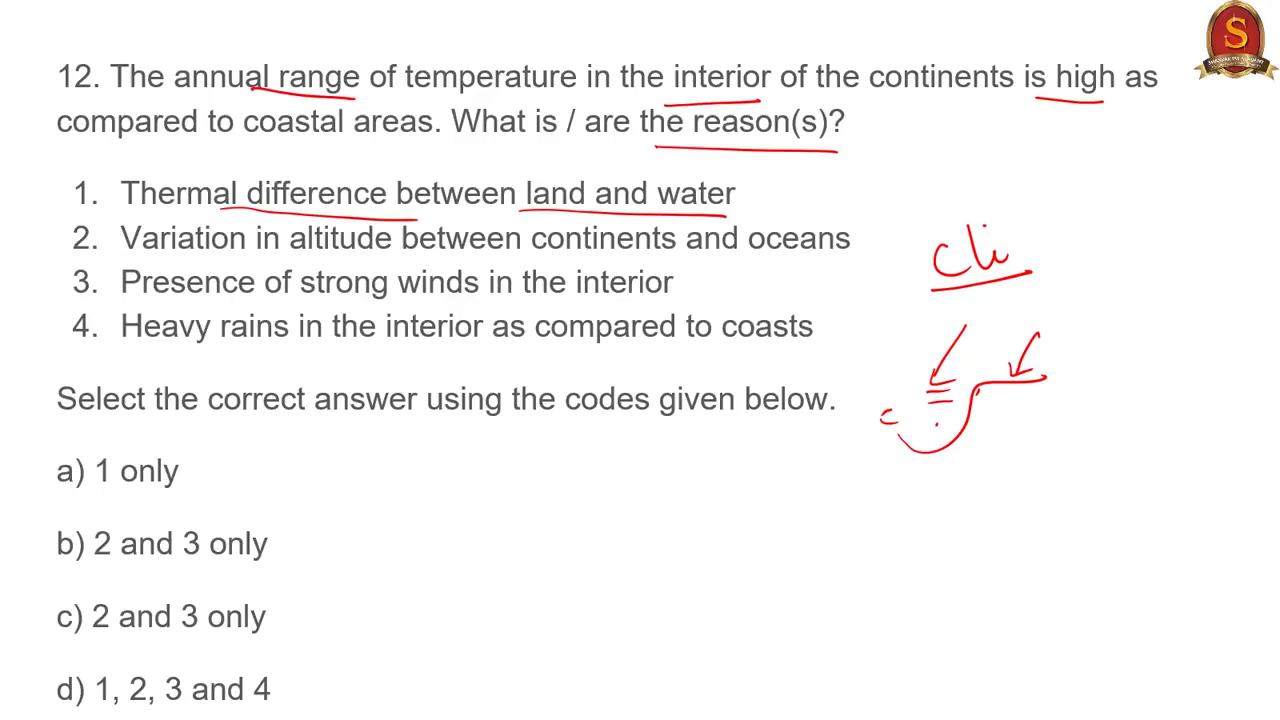 S
12. The annual range of temperature in the interior of the continents is high as
compared to coastal areas. What is / are the reason(s)?
1. Thermal difference between land and water
2. Variation in altitude between continents and oceans
3. Presence of strong winds in the interior
4. Heavy rains in the interior as compared to coasts
Cli
Select the correct answer using the codes given below.
a) 1 only
b) 2 and 3 only
c) 2 and 3 only
d) 1, 2, 3 and 4